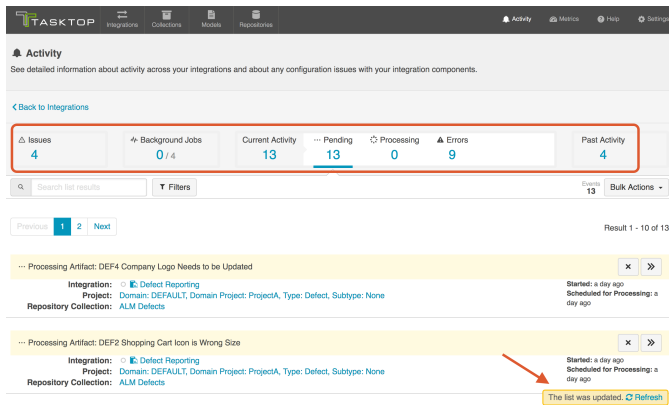 TASKTOP
Integrations Collections Models Repositories
Activity Metrics Help Settings
Activity
See detailed information about activity across your integrations and about any configuration issues with your integration components.
Back to Integrations
Issues Background Jobs Current Activity ··· Pending Processing Errors Past Activity
4 0 / 4 13 13 0 9 4
Search list results Filters Events 13 Bulk Actions
Previous 1 2 Next Result 1 - 10 of 13
··· Processing Artifact: DEF4 Company Logo Needs to be Updated
Integration: Defect Reporting
Project: Domain: DEFAULT, Domain Project: ProjectA, Type: Defect, Subtype: None
Repository Collection: ALM Defects
Started: a day ago
Scheduled for Processing: a
day ago
··· Processing Artifact: DEF2 Shopping Cart Icon is Wrong Size
Integration: Defect Reporting
Project: Domain: DEFAULT, Domain Project: ProjectA, Type: Defect, Subtype: None
Repository Collection: ALM Defects
Started: a day ago
Scheduled for Processing: a
day ago
The list was updated. Refresh